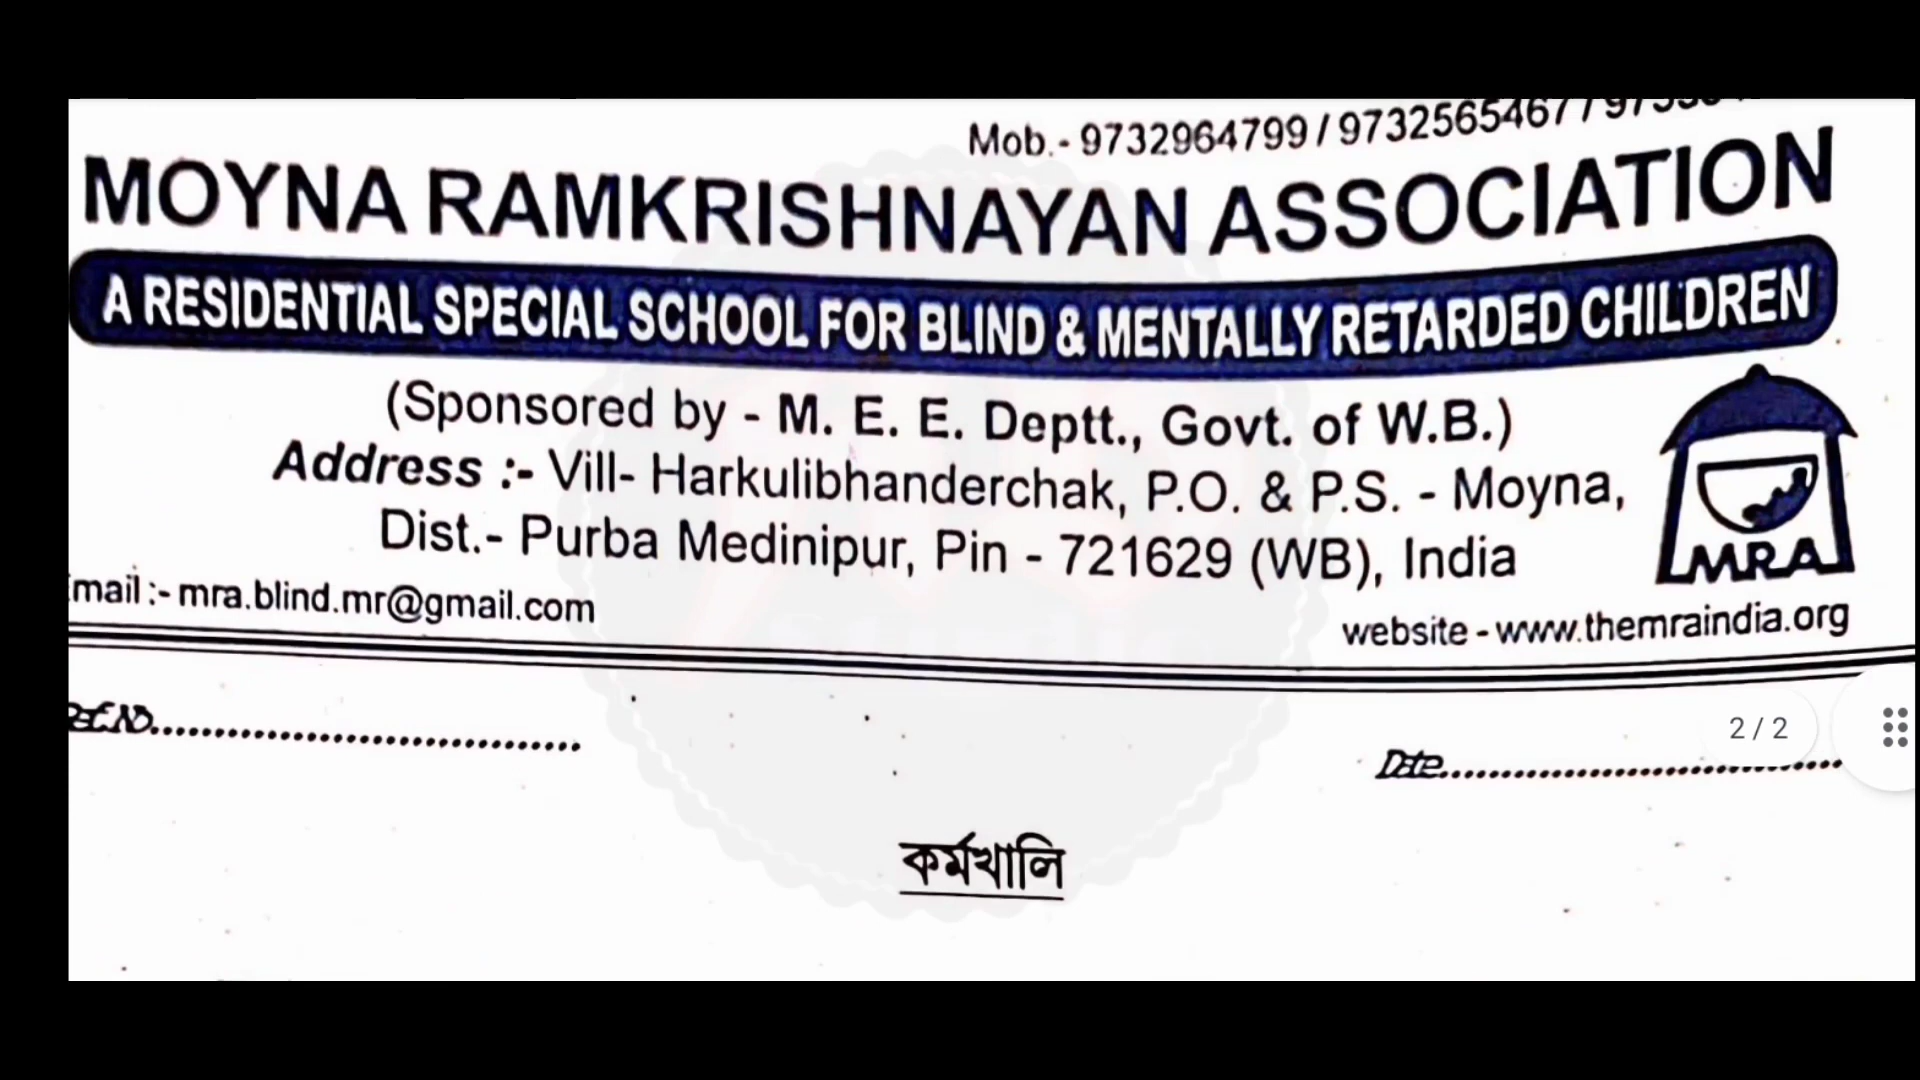 Mob.- 9732964799 / 9732565467 /
MOYNA RAMKRISHNAYAN ASSOCIATION
A RESIDENTIAL SPECIAL SCHOOL FOR BLIND & MENTALLY RETARDED CHILDREN
(Sponsored by - M. E. E. Deptt., Govt. of W.B.)
Address :- Vill- Harkulibhanderchak, P.O. & P.S. - Moyna,
Dist.- Purba Medinipur, Pin - 721629 (WB), India
MRA
mail :- mra.blind.mr@gmail.com
website - www.themraindia.org
Ref.No.......................................
Date.......................................
2 / 2
কর্মখালি